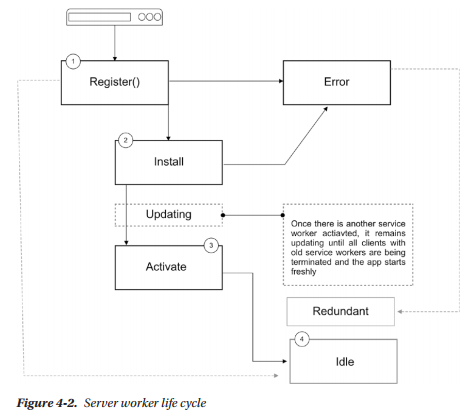 1
Register()
Error
2
Install
Updating
Once there is another service
worker actiavted, it remains
updating until all clients with
old service workers are being
terminated and the app starts
freshly
3
Activate
Redundant
4
Idle
Figure 4-2. Server worker life cycle